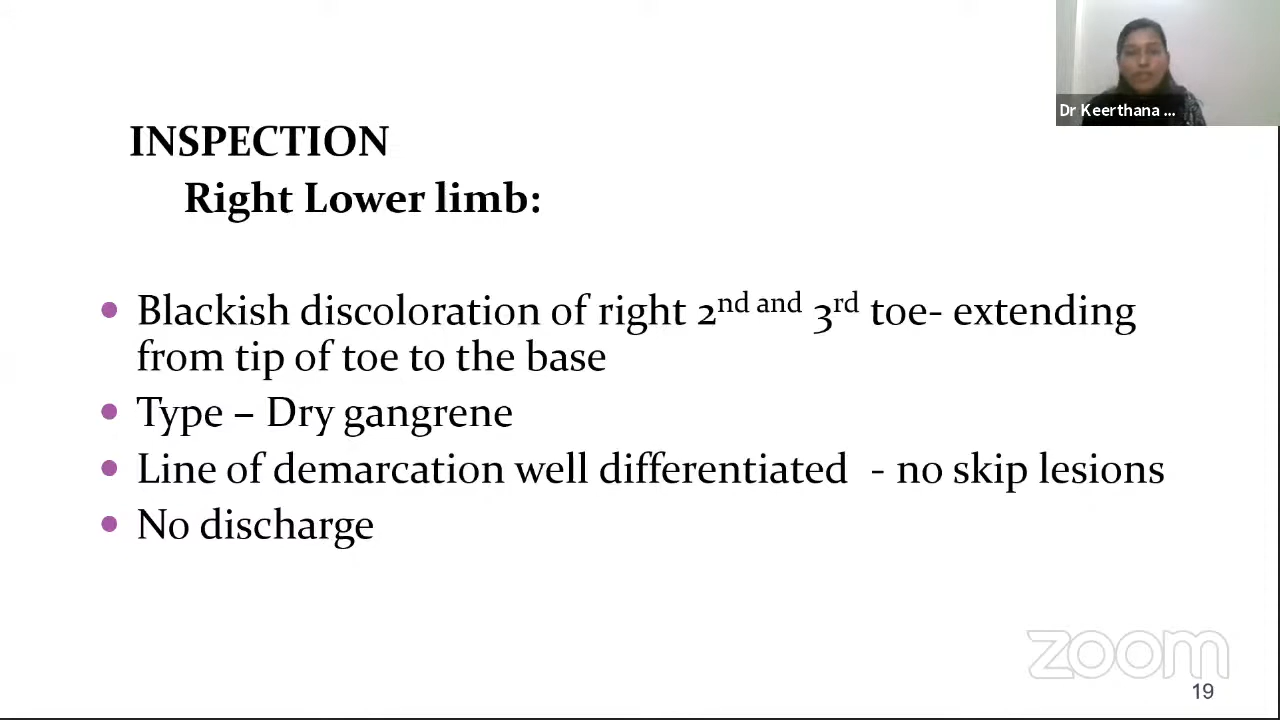 Dr Keerthana ...
INSPECTION
Right Lower limb:
• Blackish discoloration of right 2nd and 3rd toe- extending
from tip of toe to the base
• Type – Dry gangrene
• Line of demarcation well differentiated - no skip lesions
• No discharge
zoom
19